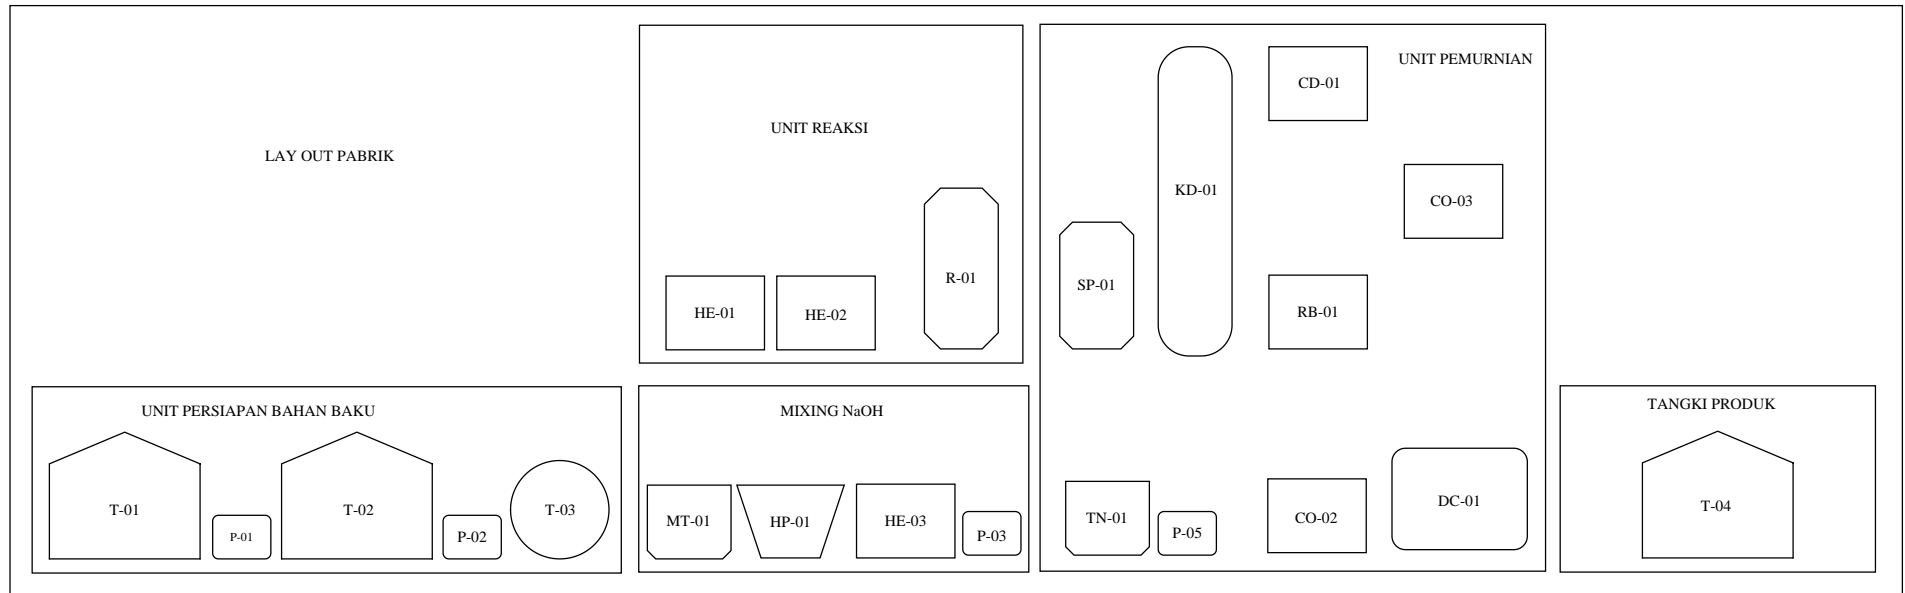 LAY OUT PABRIK
UNIT REAKSI
HE-01
HE-02
R-01
UNIT PEMURNIAN
CD-01
KD-01
CO-03
SP-01
RB-01
TN-01
P-05
CO-02
DC-01
UNIT PERSIAPAN BAHAN BAKU
T-01
P-01
T-02
P-02
T-03
MIXING NaOH
MT-01
HP-01
HE-03
P-03
TANGKI PRODUK
T-04